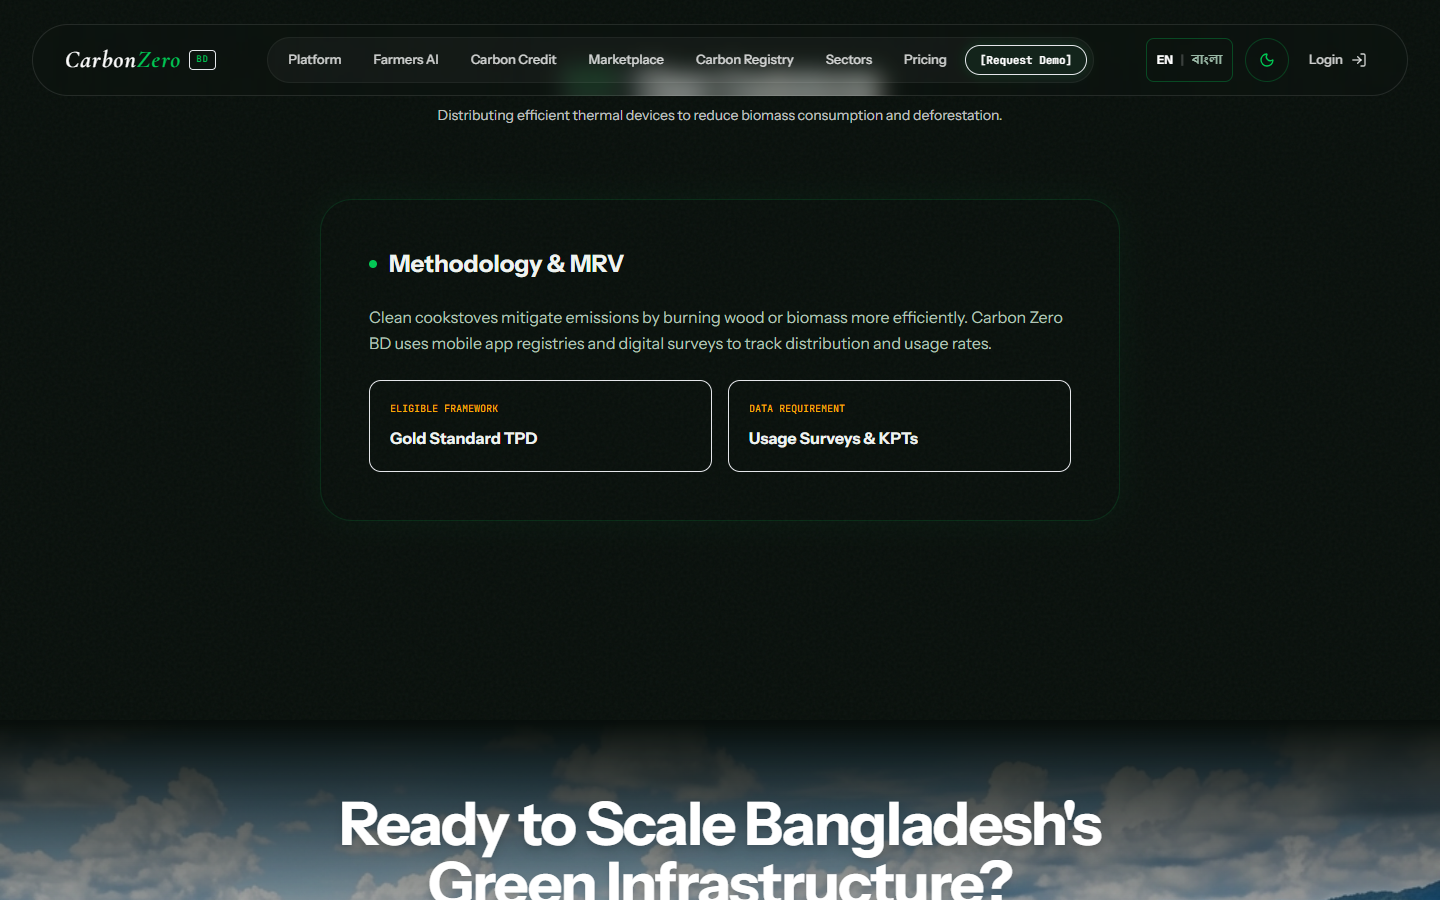 CarbonZero BD
Platform
Farmers AI
Carbon Credit
Marketplace
Carbon Registry
Sectors
Pricing
[Request Demo]
EN | বাংলা
Login
Distributing efficient thermal devices to reduce biomass consumption and deforestation.
Methodology & MRV
Clean cookstoves mitigate emissions by burning wood or biomass more efficiently. Carbon Zero
BD uses mobile app registries and digital surveys to track distribution and usage rates.
ELIGIBLE FRAMEWORK
Gold Standard TPD
DATA REQUIREMENT
Usage Surveys & KPTs
Ready to Scale Bangladesh's
Green Infrastructure?